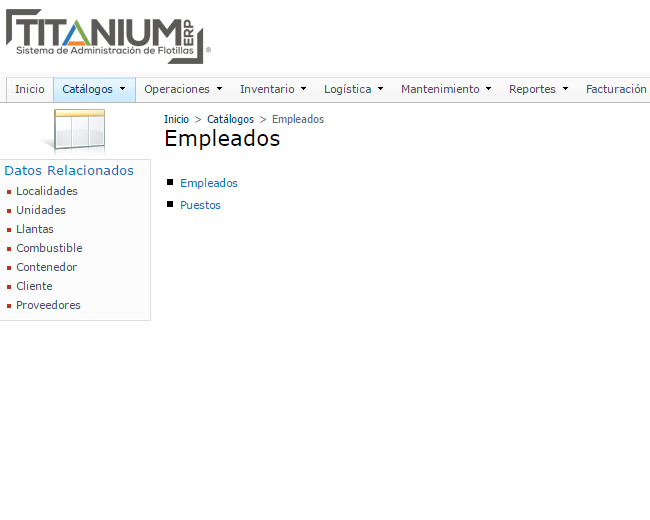 TITANIUM ERP
Sistema de Administración de Flotillas ®
Inicio Catálogos Operaciones Inventario Logística Mantenimiento Reportes Facturación
Inicio > Catálogos > Empleados
Empleados
Datos Relacionados
Localidades
Unidades
Llantas
Combustible
Contenedor
Cliente
Proveedores
Empleados
Puestos